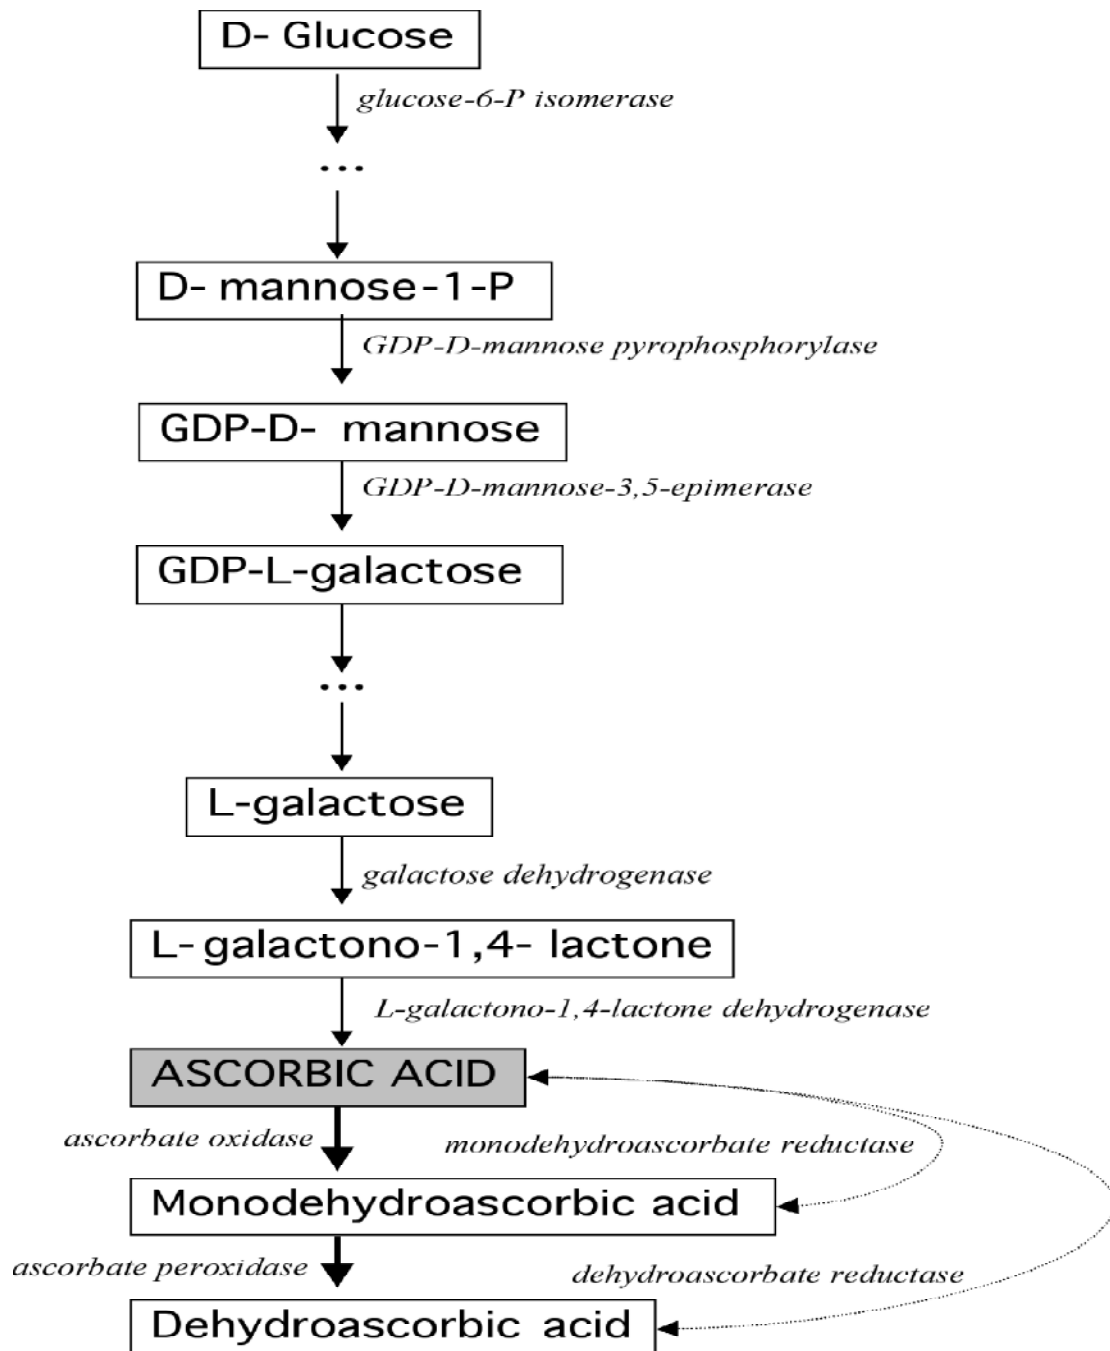 D- Glucose
glucose-6-P isomerase
...
D- mannose-1-P
GDP-D-mannose pyrophosphorylase
GDP-D- mannose
GDP-D-mannose-3,5-epimerase
GDP-L-galactose
...
L-galactose
galactose dehydrogenase
L- galactono-1,4- lactone
L-galactono-1,4-lactone dehydrogenase
ASCORBIC ACID
ascorbate oxidase
monodehydroascorbate reductase
Monodehydroascorbic acid
ascorbate peroxidase
dehydroascorbate reductase
Dehydroascorbic acid